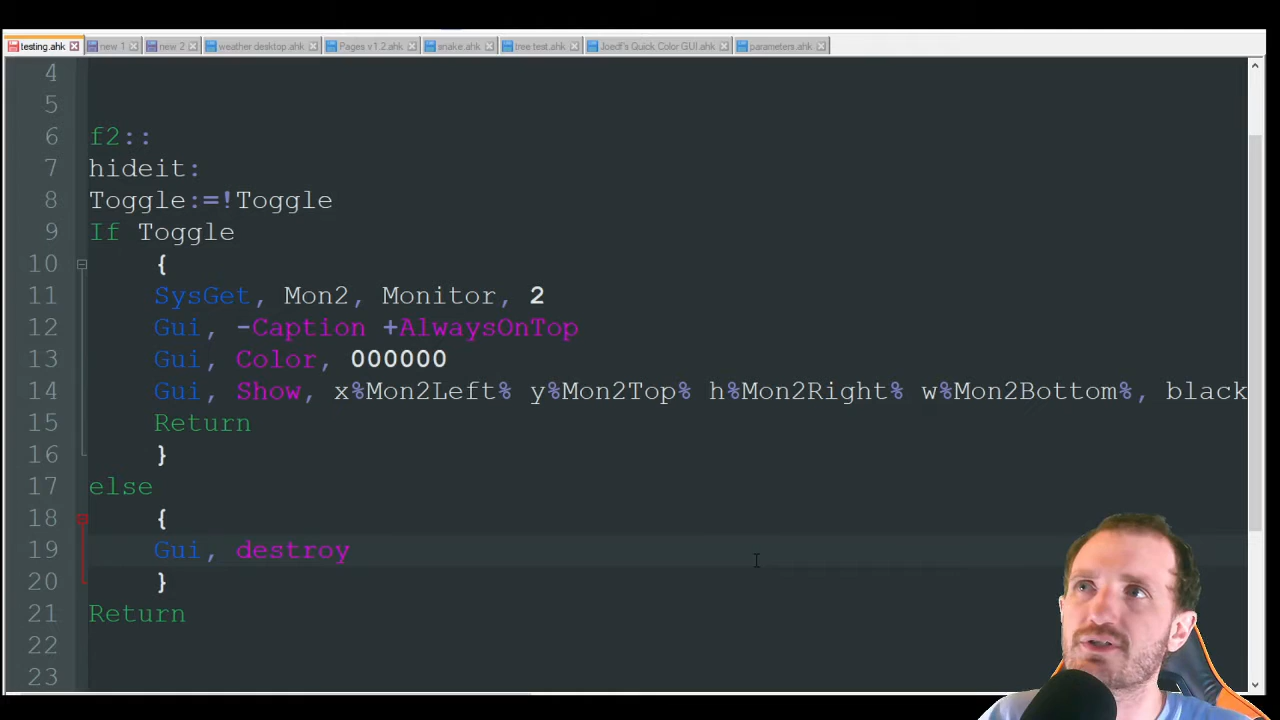 testing.ahk new 1 new 2 weather desktop.ahk Pages v1.2.ahk snake.ahk tree test.ahk Joedf's Quick Color GUI.ahk parameters.ahk
4
5
6 f2::
7 hideit:
8 Toggle:=!Toggle
9 If Toggle
10 {
11 SysGet, Mon2, Monitor, 2
12 Gui, -Caption +AlwaysOnTop
13 Gui, Color, 000000
14 Gui, Show, x%Mon2Left% y%Mon2Top% h%Mon2Right% w%Mon2Bottom%, black
15 Return
16 }
17 else
18 {
19 Gui, destroy
20 }
21 Return
22
23